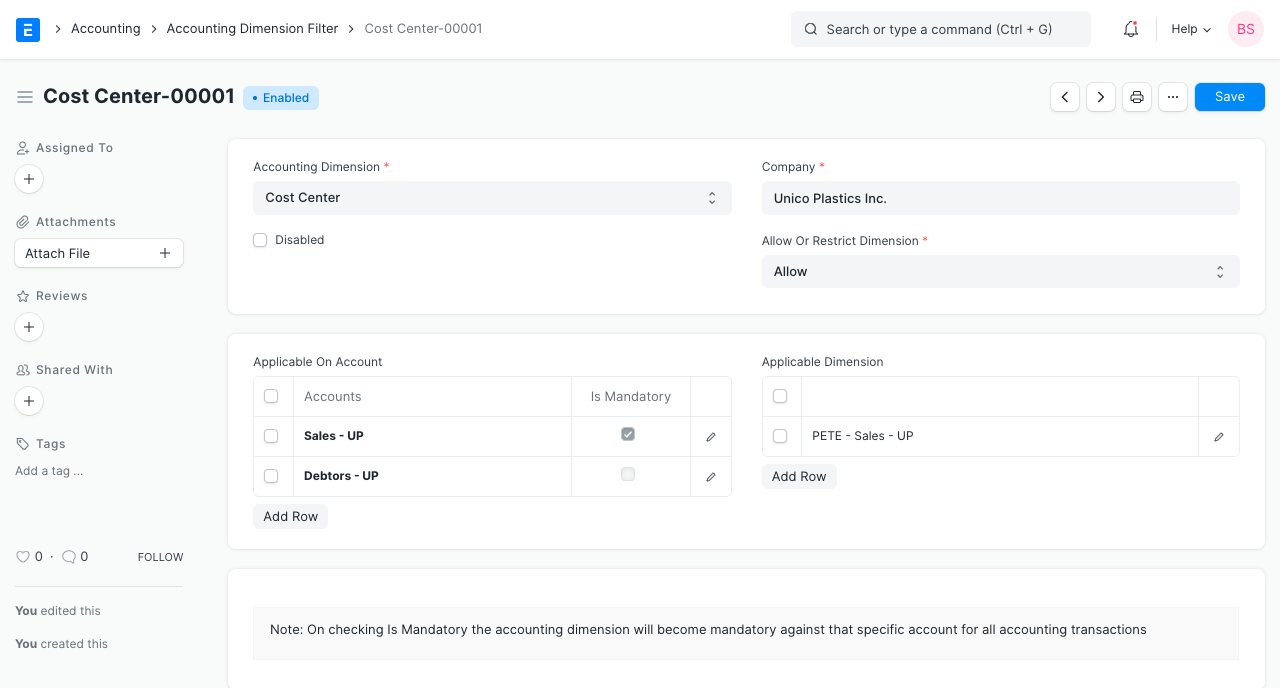 Accounting
Accounting Dimension Filter
Cost Center-00001
Search or type a command (Ctrl + G)
Help
BS
Cost Center-00001
Enabled
Save
Assigned To
Attachments
Attach File
Reviews
Shared With
Tags
Add a tag ...
0 · 0 FOLLOW
You edited this
You created this
Accounting Dimension *
Cost Center
Disabled
Company *
Unico Plastics Inc.
Allow Or Restrict Dimension *
Allow
Applicable On Account
Accounts Is Mandatory
Sales - UP
Debtors - UP
Add Row
Applicable Dimension
PETE - Sales - UP
Add Row
Note: On checking Is Mandatory the accounting dimension will become mandatory against that specific account for all accounting transactions